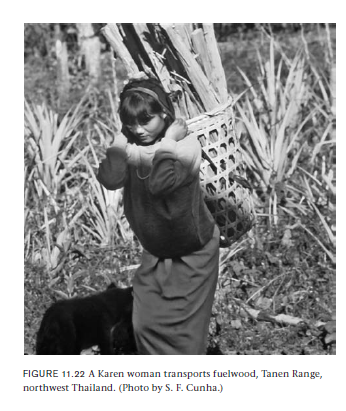 FIGURE 11.22 A Karen woman transports fuelwood, Tanen Range,
northwest Thailand. (Photo by S. F. Cunha.)